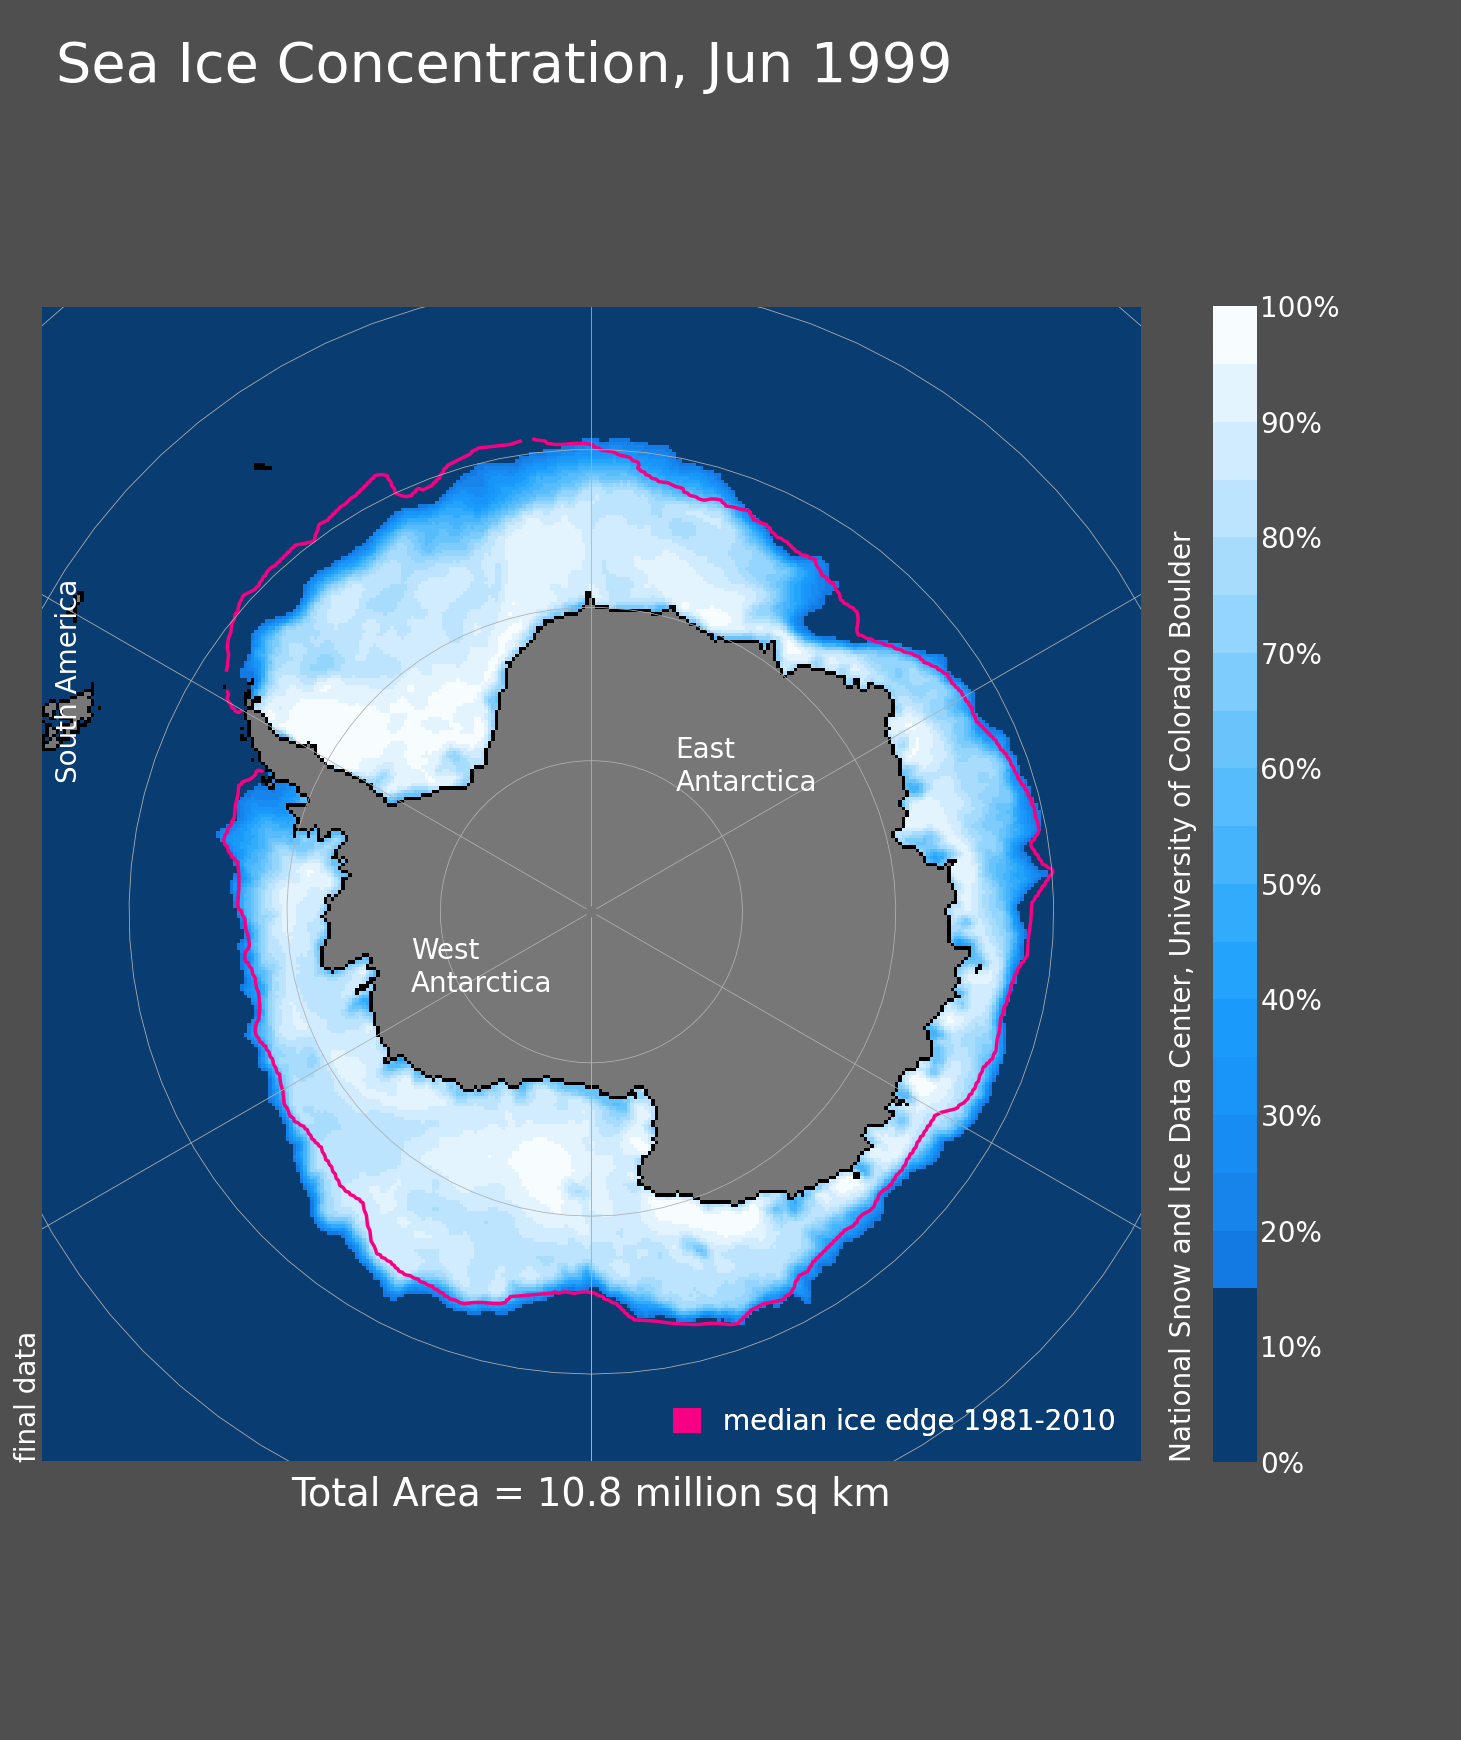 Sea Ice Concentration, Jun 1999
South America
East
Antarctica
West
Antarctica
median ice edge 1981-2010
final data
Total Area = 10.8 million sq km
National Snow and Ice Data Center, University of Colorado Boulder
100%
90%
80%
70%
60%
50%
40%
30%
20%
10%
0%